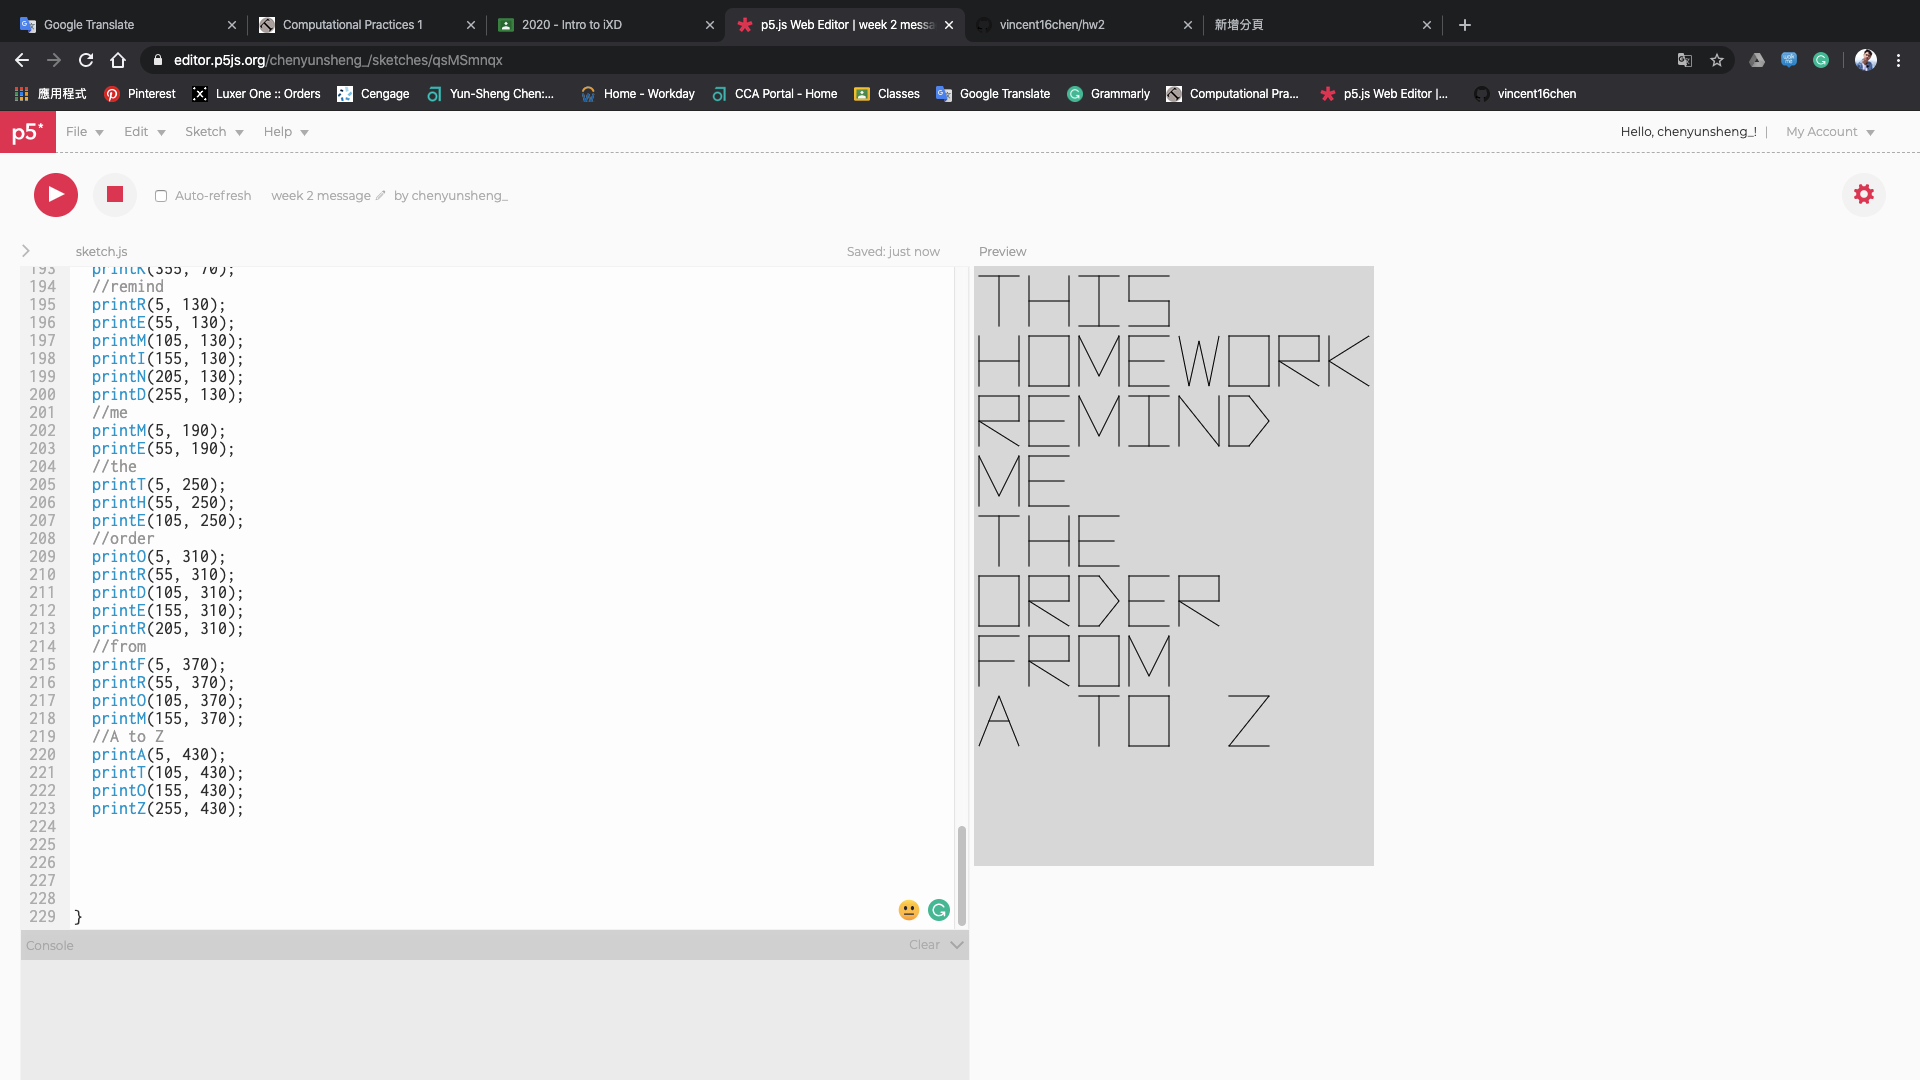 Google Translate
Computational Practices 1
2020 - Intro to iXD
p5.js Web Editor | week 2 messa
vincent16chen/hw2
新增分頁
editor.p5js.org/chenyunsheng_/sketches/qsMSmnqx
應用程式
Pinterest
Luxer One :: Orders
Cengage
Yun-Sheng Chen:...
Home - Workday
CCA Portal - Home
Classes
Google Translate
Grammarly
Computational Pra...
p5.js Web Editor |...
vincent16chen
p5*
File
Edit
Sketch
Help
Hello, chenyunsheng_!
My Account
Auto-refresh
week 2 message
by chenyunsheng_
sketch.js
Saved: just now
Preview
193 printK(355, 70);
194 //remind
195 printR(5, 130);
196 printE(55, 130);
197 printM(105, 130);
198 printI(155, 130);
199 printN(205, 130);
200 printD(255, 130);
201 //me
202 printM(5, 190);
203 printE(55, 190);
204 //the
205 printT(5, 250);
206 printH(55, 250);
207 printE(105, 250);
208 //order
209 printO(5, 310);
210 printR(55, 310);
211 printD(105, 310);
212 printE(155, 310);
213 printR(205, 310);
214 //from
215 printF(5, 370);
216 printR(55, 370);
217 printO(105, 370);
218 printM(155, 370);
219 //A to Z
220 printA(5, 430);
221 printT(105, 430);
222 printO(155, 430);
223 printZ(255, 430);
224
225
226
227
228
229 }
THIS
HOMEWORK
REMIND
ME
THE
ORDER
FROM
A TO Z
Console
Clear